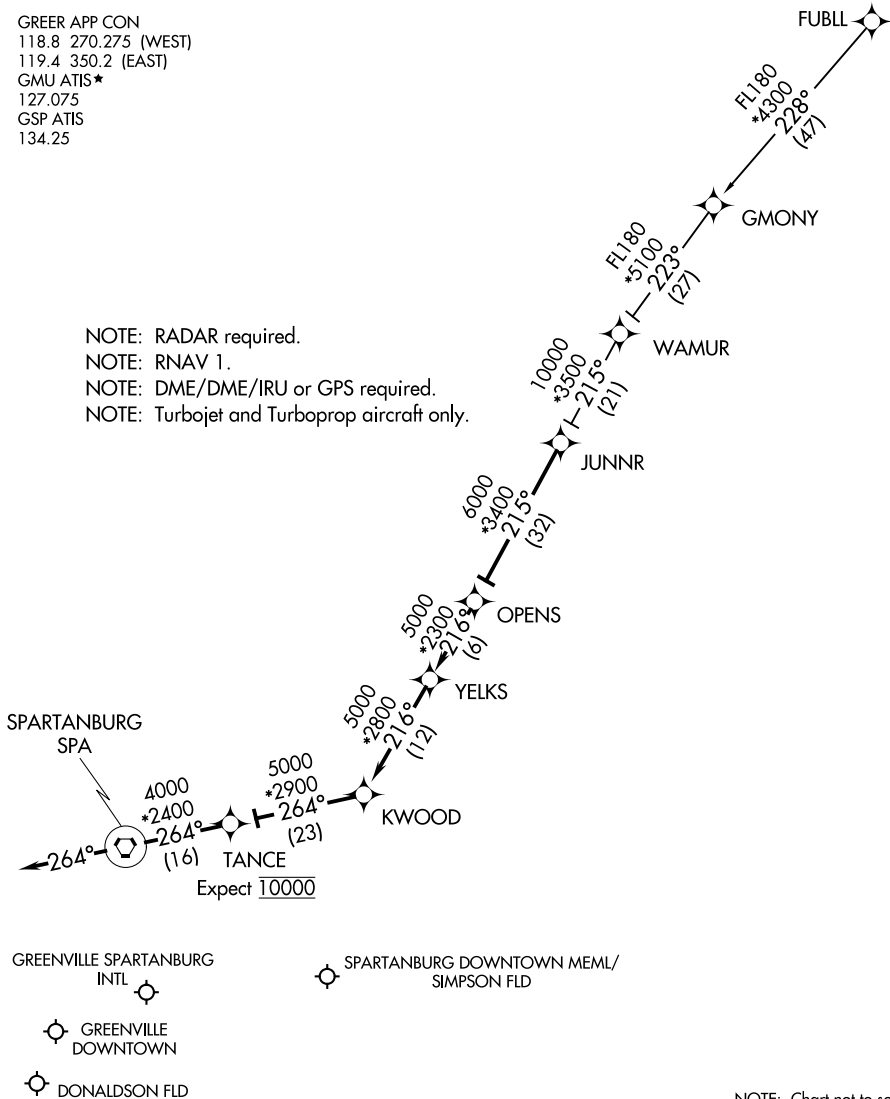 GREER APP CON
118.8 270.275 (WEST)
119.4 350.2 (EAST)
GMU ATIS★
127.075
GSP ATIS
134.25
FUBLL
FL180
*4300
228°
(47)
GMONY
FL180
*5100
223°
(27)
WAMUR
NOTE: RADAR required.
NOTE: RNAV 1.
NOTE: DME/DME/IRU or GPS required.
NOTE: Turbojet and Turboprop aircraft only.
10000
*3500
215°
(21)
JUNNR
6000
*3400
215°
(32)
OPENS
5000
*2300
216°
(6)
YELKS
5000
*2800
216°
(12)
KWOOD
5000
*2900
264°
(23)
TANCE
Expect 10000
4000
*2400
264°
(16)
SPARTANBURG
SPA
264°
GREENVILLE SPARTANBURG
INTL
SPARTANBURG DOWNTOWN MEML/
SIMPSON FLD
GREENVILLE
DOWNTOWN
DONALDSON FLD
NOTE: Chart not to sc